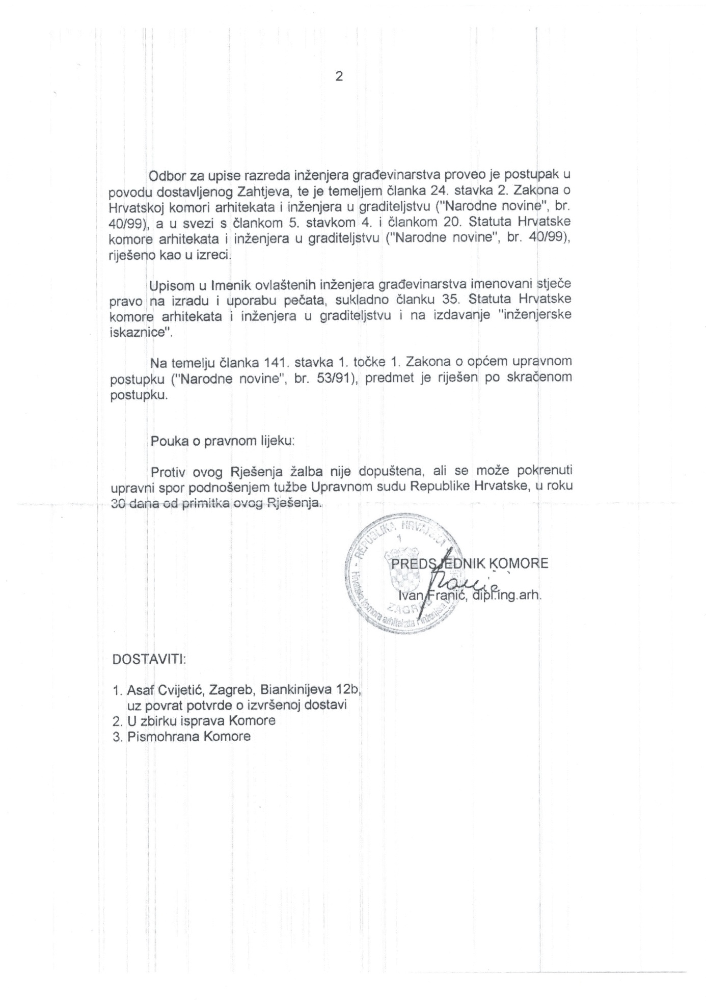 2
Odbor za upise razreda inženjera građevinarstva proveo je postupak u
povodu dostavljenog Zahtjeva, te je temeljem članka 24. stavka 2. Zakona o
Hrvatskoj komori arhitekata i inženjera u graditeljstvu ("Narodne novine", br.
40/99), a u svezi s člankom 5. stavkom 4. i člankom 20. Statuta Hrvatske
komore arhitekata i inženjera u graditeljstvu ("Narodne novine", br. 40/99),
riješeno kao u izreci.
Upisom u Imenik ovlaštenih inženjera građevinarstva imenovani stječe
pravo na izradu i uporabu pečata, sukladno članku 35. Statuta Hrvatske
komore arhitekata i inženjera u graditeljstvu i na izdavanje "inženjerske
iskaznice".
Na temelju članka 141. stavka 1. točke 1. Zakona o općem upravnom
postupku ("Narodne novine", br. 53/91), predmet je riješen po skračenom
postupku.
Pouka o pravnom lijeku:
Protiv ovog Rješenja žalba nije dopuštena, ali se može pokrenuti
upravni spor podnošenjem tužbe Upravnom sudu Republike Hrvatske, u roku
30 dana od primitka ovog Rješenja.
REPUBLIKA HRVATSKA
1
PREDSJEDNIK KOMORE
Ivan Franić, dipl.ing.arh.
ZAGREB
Hrvatska komora arhitekata i inženjera
DOSTAVITI:
1. Asaf Cvijetić, Zagreb, Biankinijeva 12b,
uz povrat potvrde o izvršenoj dostavi
2. U zbirku isprava Komore
3. Pismohrana Komore